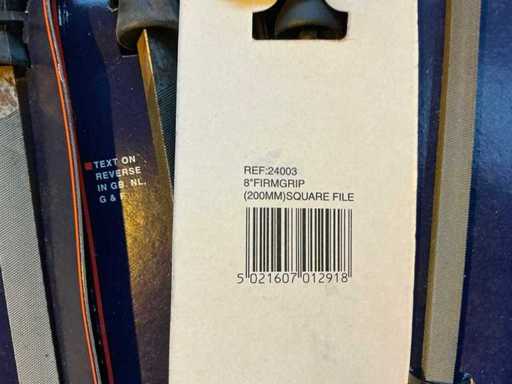 TEXT ON
REVERSE
IN GB. NL.
G & F.
REF:24003
8"FIRMGRIP
(200MM)SQUARE FILE
5 021607 012918